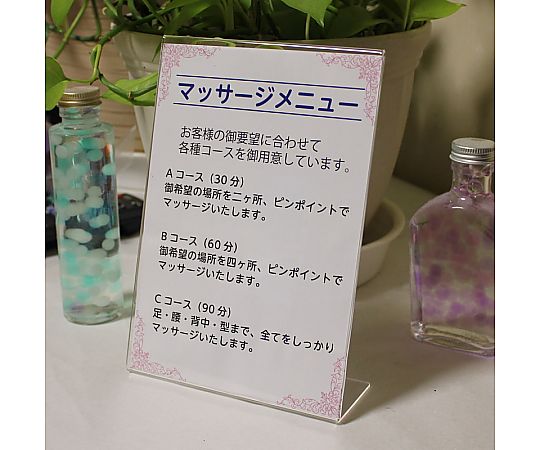 マッサージメニュー
お客様の御要望に合わせて
各種コースを御用意しています。
Aコース（30分）
御希望の場所を二ヶ所、ピンポイントで
マッサージいたします。
Bコース（60分）
御希望の場所を四ヶ所、ピンポイントで
マッサージいたします。
Cコース（90分）
足・腰・背中・型まで、全てをしっかり
マッサージいたします。